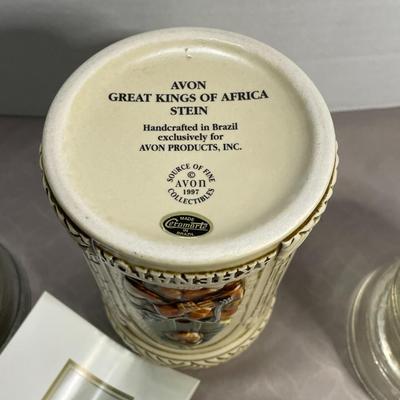 AVON
GREAT KINGS OF AFRICA
STEIN
Handcrafted in Brazil
exclusively for
AVON PRODUCTS, INC.
SOURCE OF FINE
©
AVON
1997
COLLECTIBLES
MADE
Ceramarte
IN
BRAZIL